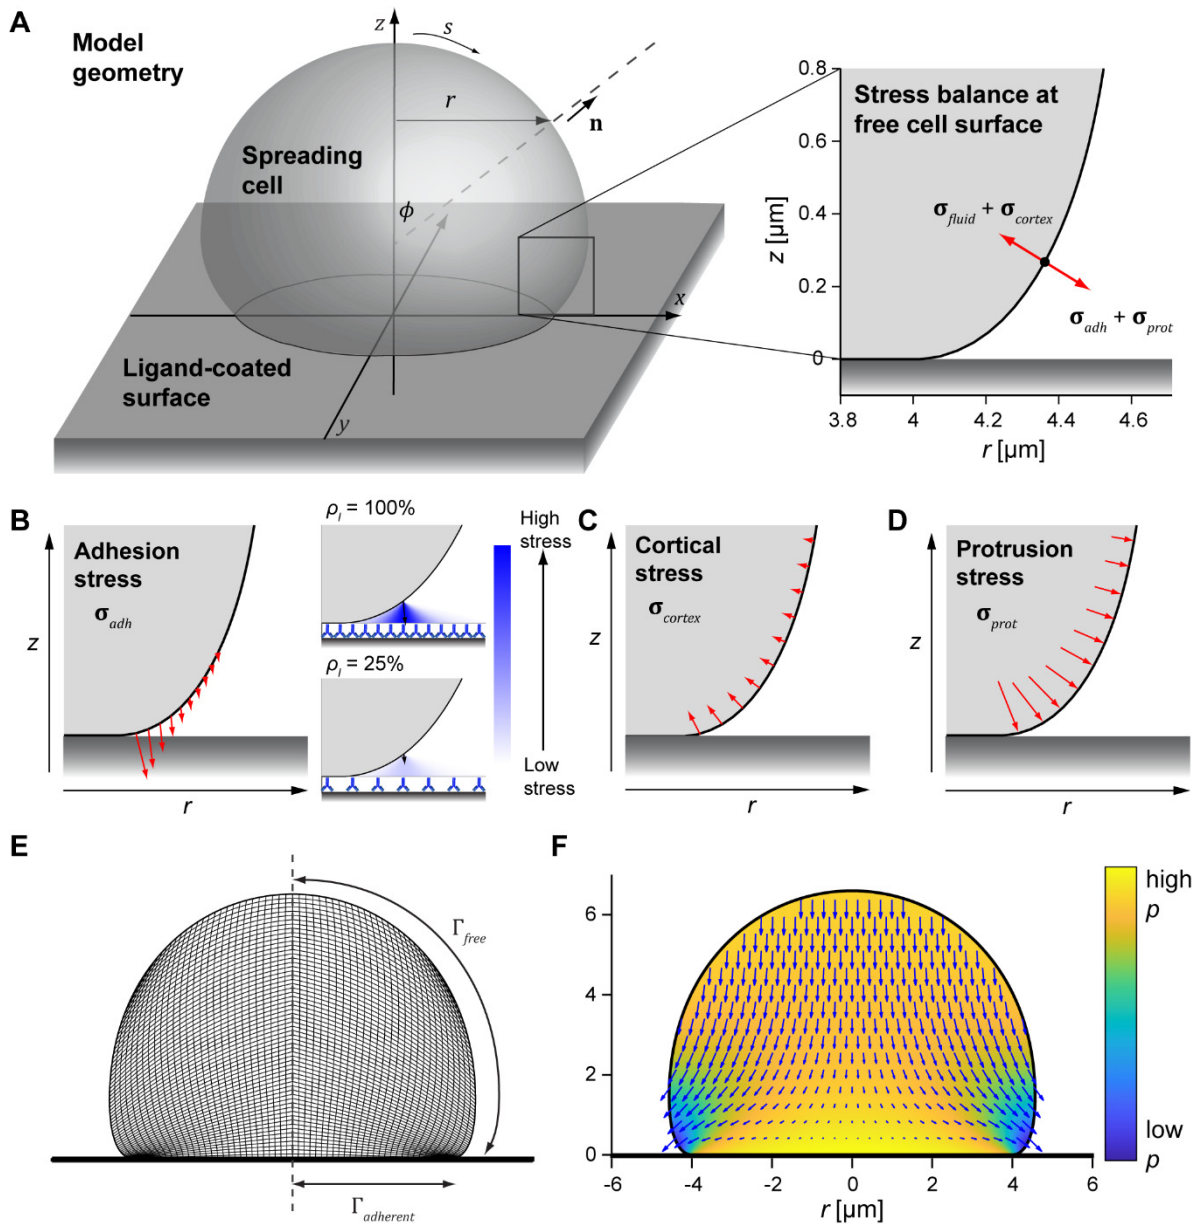 A
Model
geometry
z
s
r
n
Spreading
cell
ϕ
x
Ligand-coated
surface
y
Stress balance at
free cell surface
0.8
0.6
0.4
0.2
0
z [µm]
σfluid + σcortex
σadh + σprot
3.8 4 4.2 4.4 4.6
r [µm]
B
Adhesion
stress
σadh
z
r
ρl = 100%
ρl = 25%
High
stress
Low
stress
C
Cortical
stress
σcortex
z
r
D
Protrusion
stress
σprot
z
r
E
Γfree
Γadherent
F
6
4
2
0
-6 -4 -2 0 2 4 6
r [µm]
high
p
low
p